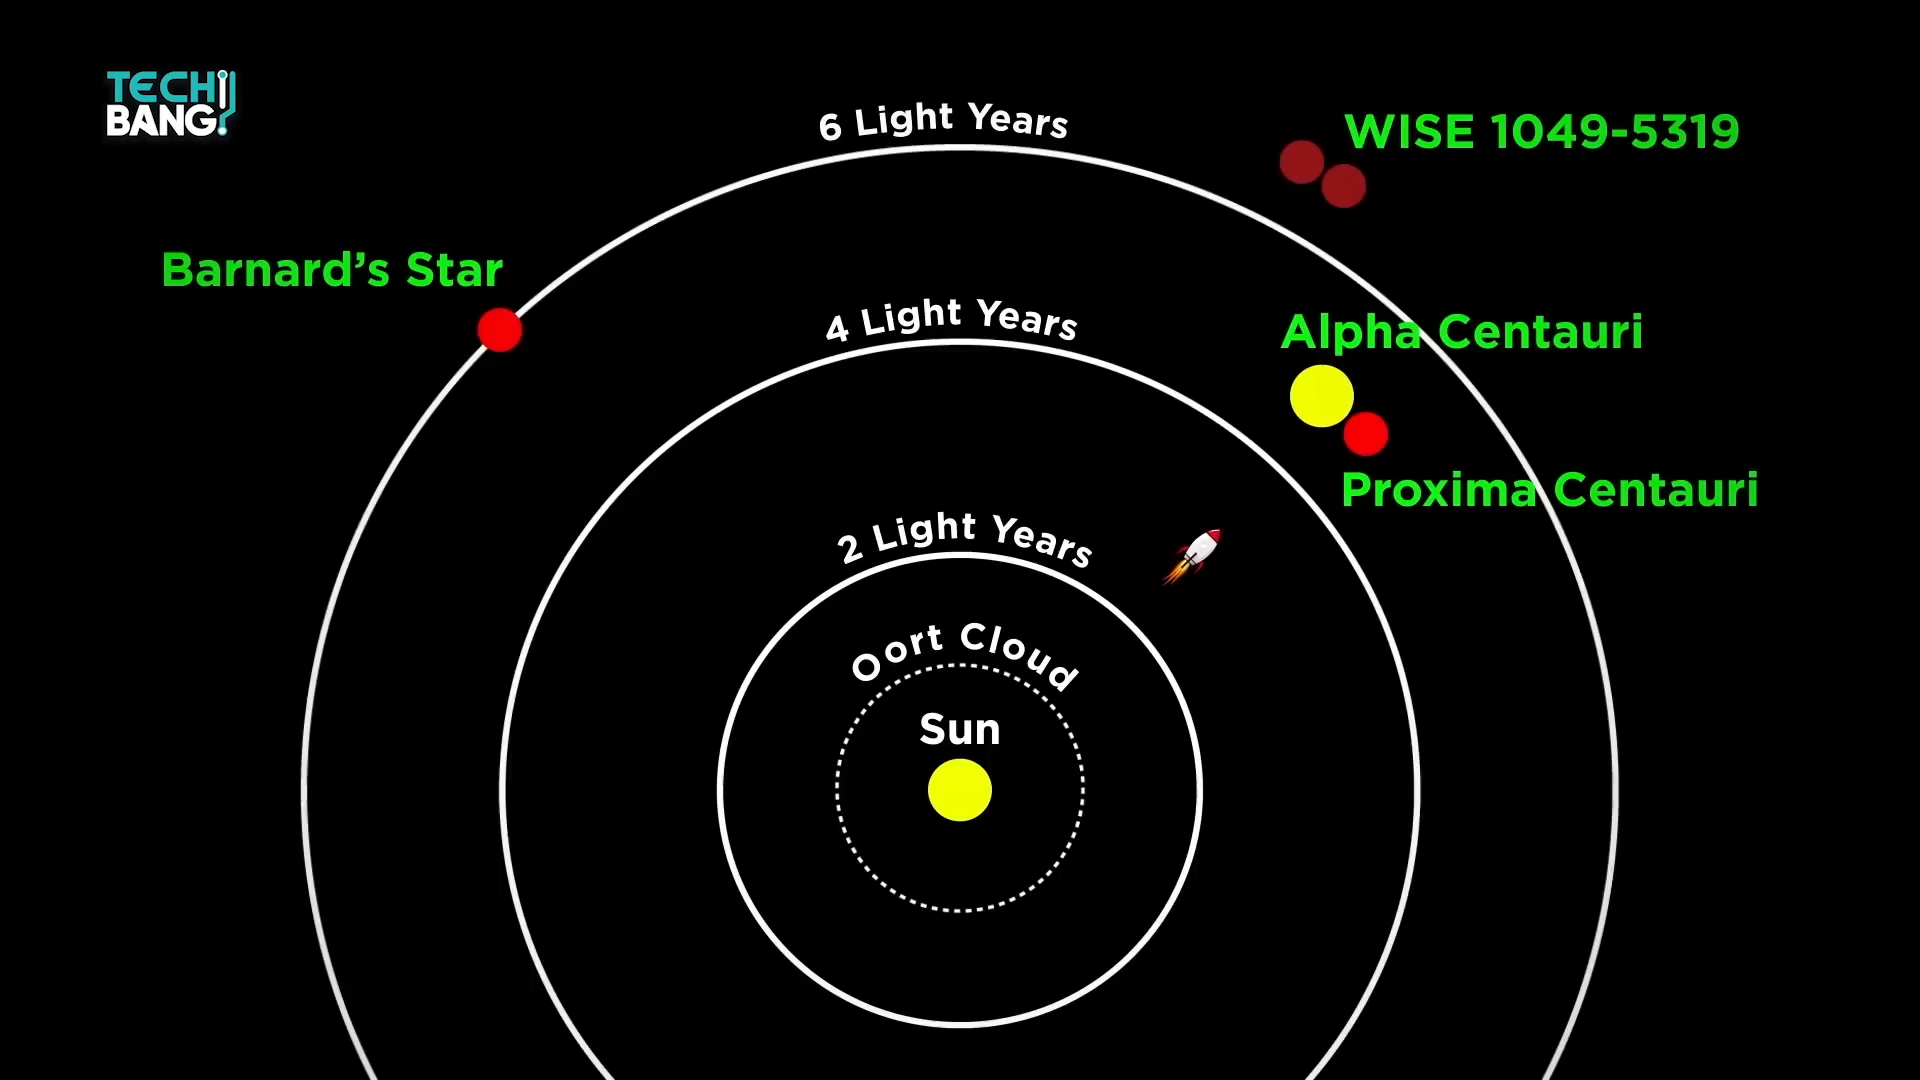 TECH
BANG!
6 Light Years
WISE 1049-5319
Barnard’s Star
4 Light Years
Alpha Centauri
Proxima Centauri
2 Light Years
Oort Cloud
Sun